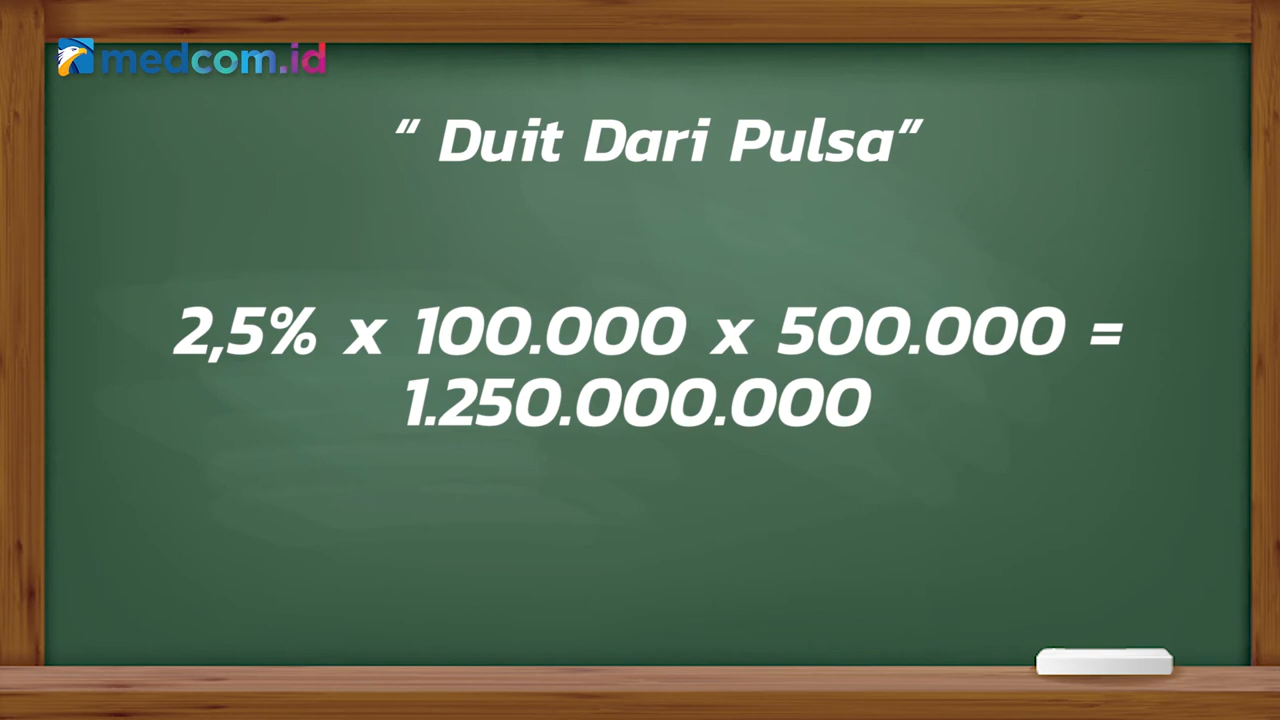 medcom.id
“ Duit Dari Pulsa”
2,5% x 100.000 x 500.000 =
1.250.000.000